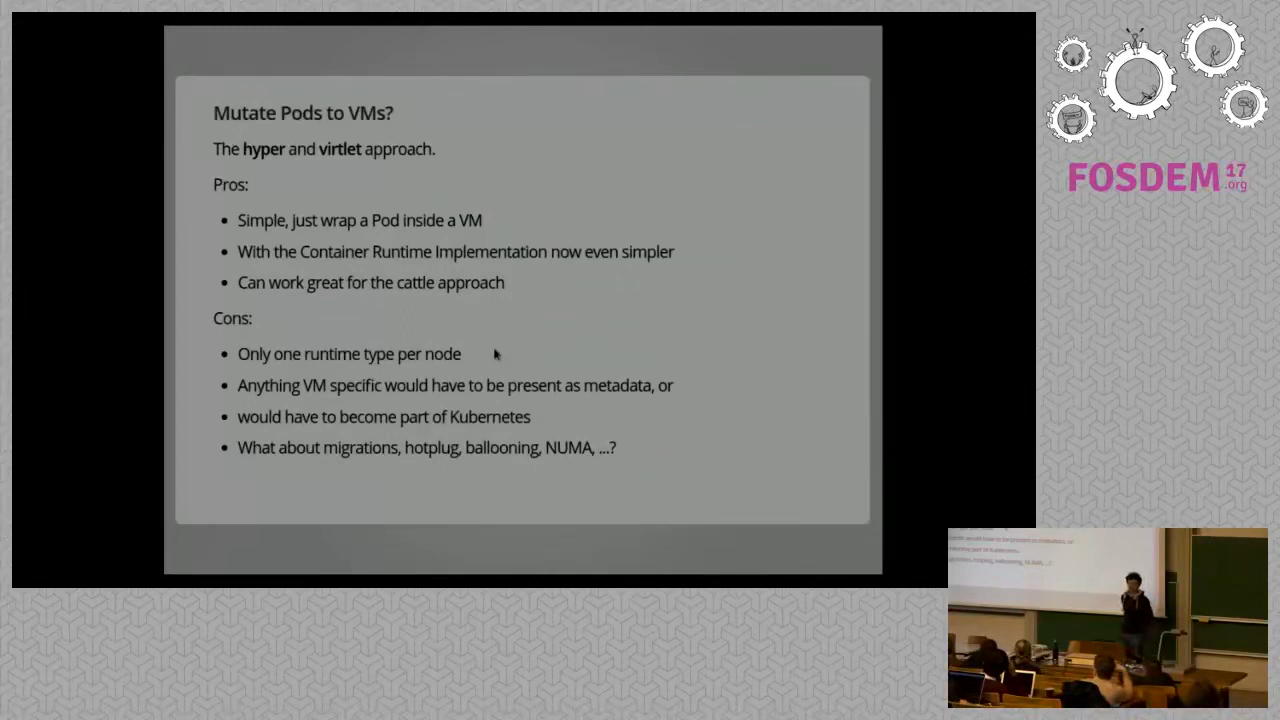 Mutate Pods to VMs?
The hyper and virtlet approach.
Pros:
• Simple, just wrap a Pod inside a VM
• With the Container Runtime Implementation now even simpler
• Can work great for the cattle approach
Cons:
• Only one runtime type per node
• Anything VM specific would have to be present as metadata, or
• would have to become part of Kubernetes
• What about migrations, hotplug, ballooning, NUMA, ...?
FOSDEM 17
.org